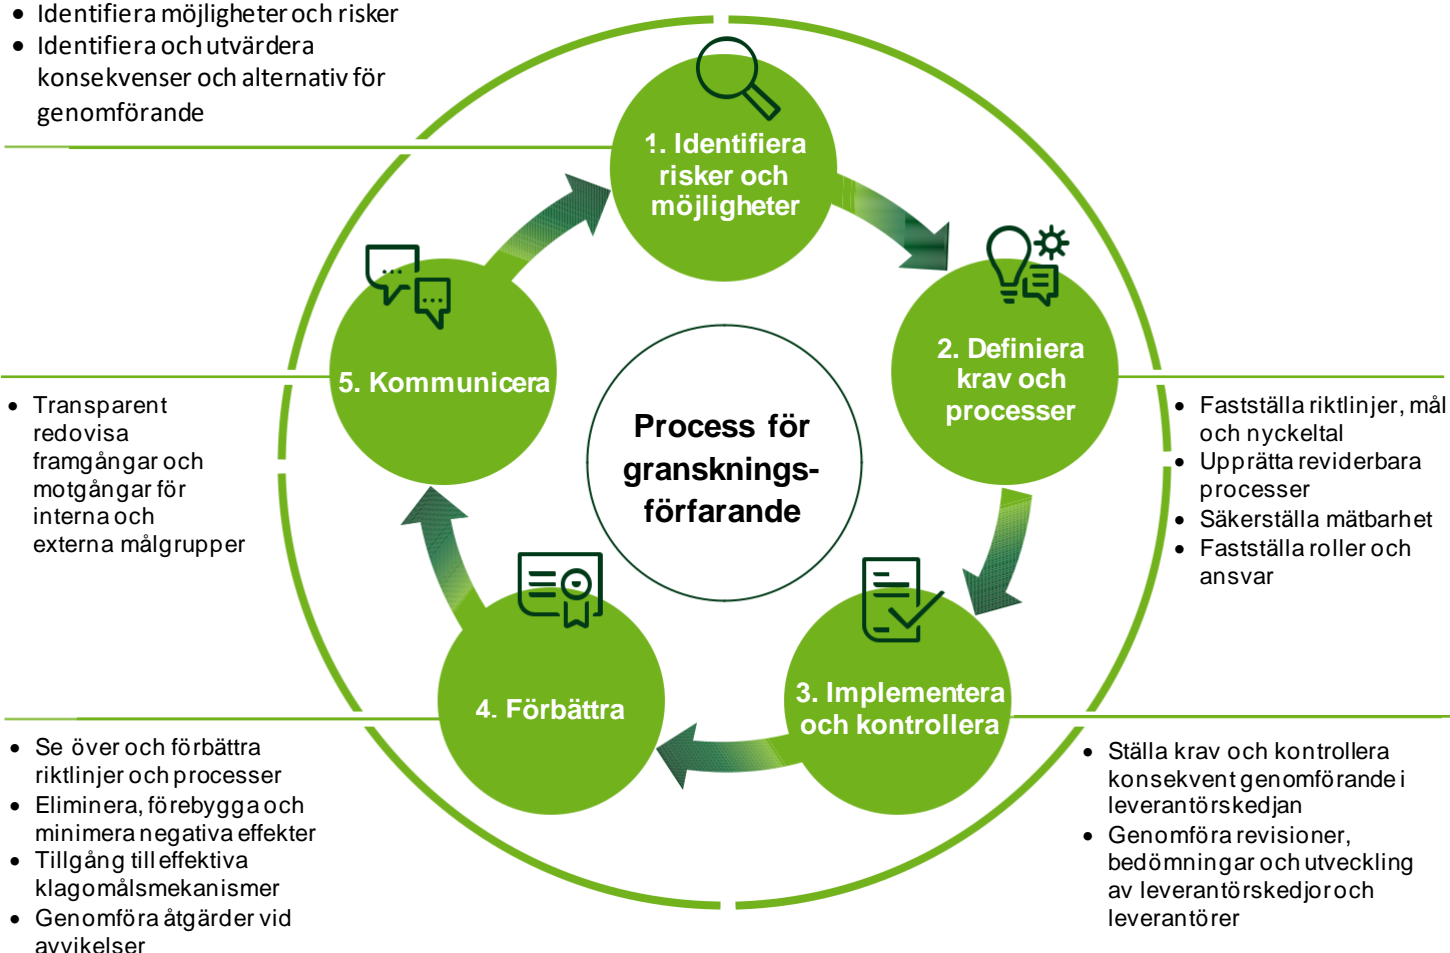 • Identifiera möjligheter och risker
• Identifiera och utvärdera
konsekvenser och alternativ för
genomförande
1. Identifiera
risker och
möjligheter
2. Definiera
krav och
processer
• Fastställa riktlinjer, mål
och nyckeltal
• Upprätta reviderbara
processer
• Säkerställa mätbarhet
• Fastställa roller och
ansvar
3. Implementera
och kontrollera
• Ställa krav och kontrollera
konsekvent genomförande i
leverantörskedjan
• Genomföra revisioner,
bedömningar och utveckling
av leverantörskedjor och
leverantörer
4. Förbättra
• Se över och förbättra
riktlinjer och processer
• Eliminera, förebygga och
minimera negativa effekter
• Tillgång till effektiva
klagomålsmekanismer
• Genomföra åtgärder vid
avvikelser
5. Kommunicera
• Transparent
redovisa
framgångar och
motgångar för
interna och
externa målgrupper
Process för
gransknings-
förfarande